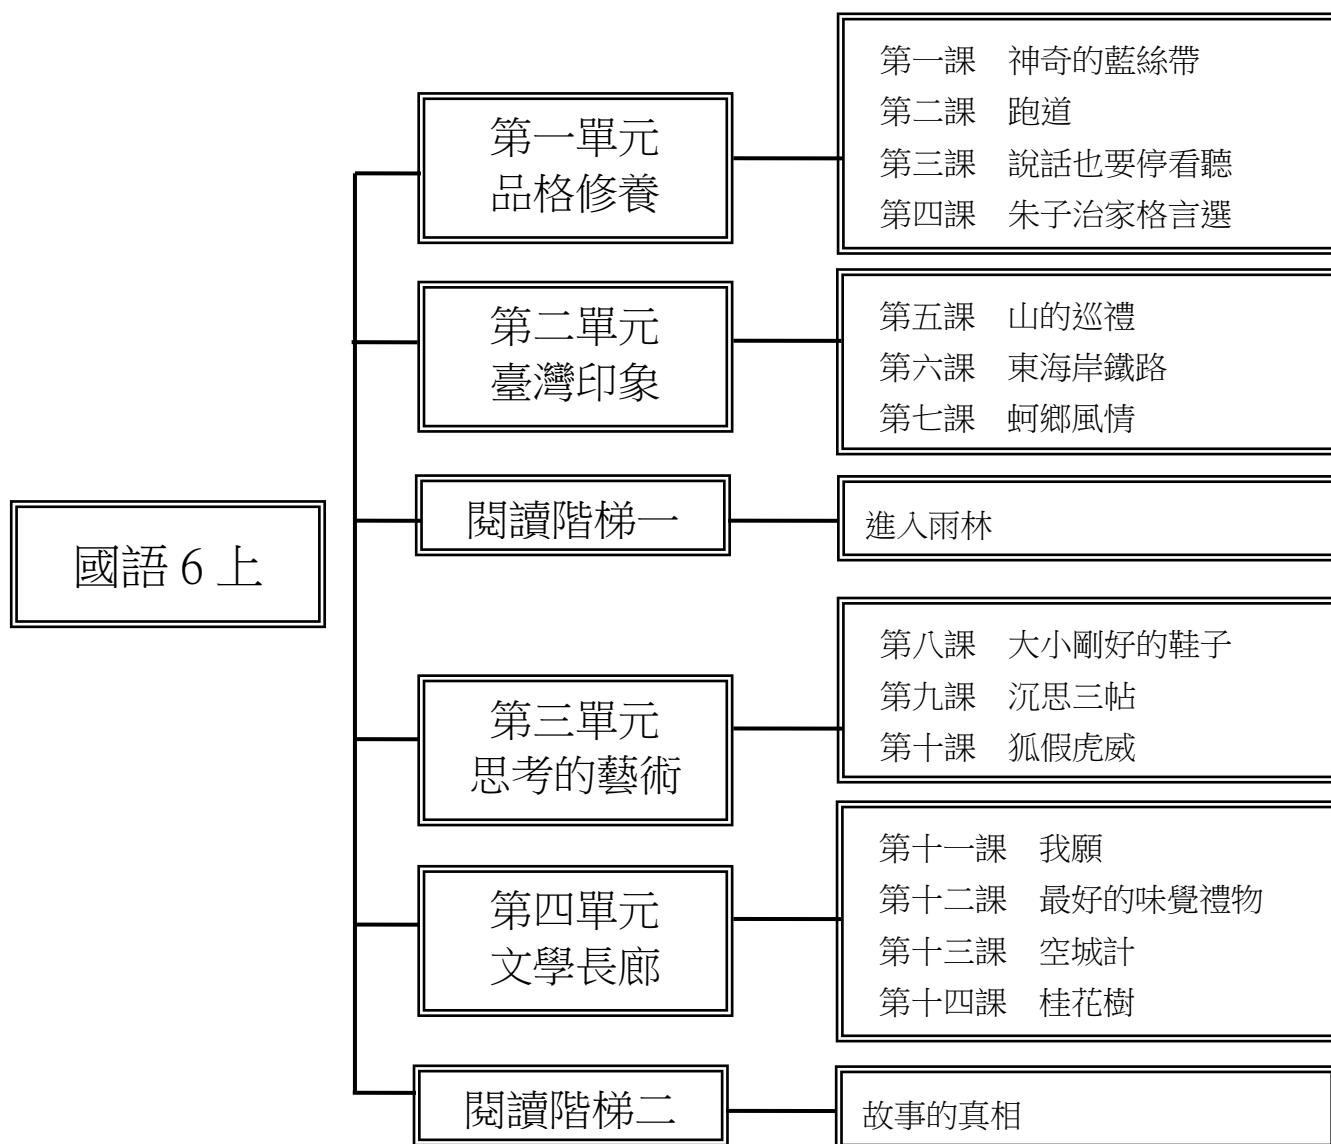 國語 6 上
第一單元
品格修養
第一課　神奇的藍絲帶
第二課　跑道
第三課　說話也要停看聽
第四課　朱子治家格言選
第二單元
臺灣印象
第五課　山的巡禮
第六課　東海岸鐵路
第七課　蚵鄉風情
閱讀階梯一
進入雨林
第三單元
思考的藝術
第八課　大小剛好的鞋子
第九課　沉思三帖
第十課　狐假虎威
第四單元
文學長廊
第十一課　我願
第十二課　最好的味覺禮物
第十三課　空城計
第十四課　桂花樹
閱讀階梯二
故事的真相